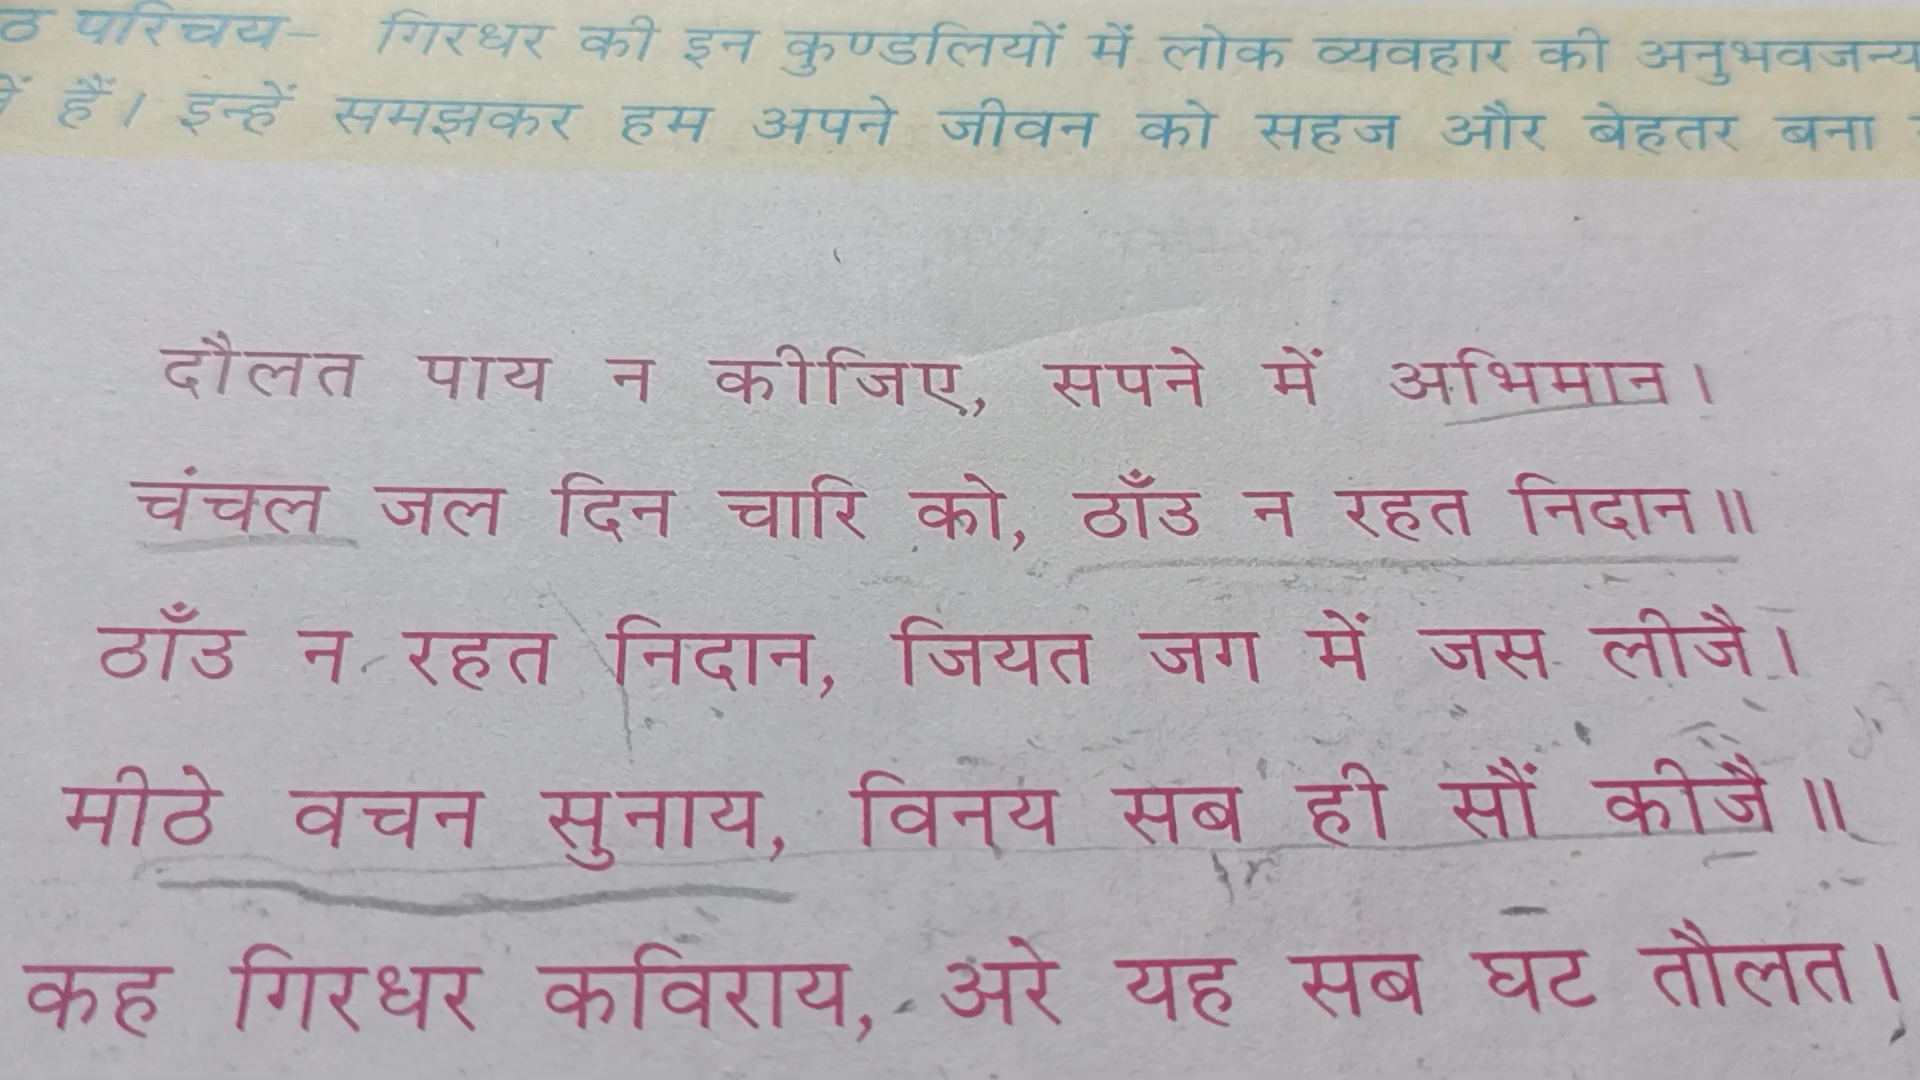 परिचय- गिरधर की इन कुण्डलियों में लोक व्यवहार की अनुभवजन्य
हैं। इन्हें समझकर हम अपने जीवन को सहज और बेहतर बना
दौलत पाय न कीजिए, सपने में अभिमान।
चंचल जल दिन चारि को, ठाँउ न रहत निदान॥
ठाँउ न रहत निदान, जियत जग में जस लीजै।
मीठे वचन सुनाय, विनय सब ही सौं कीजै॥
कह गिरधर कविराय, अरे यह सब घट तौलत।